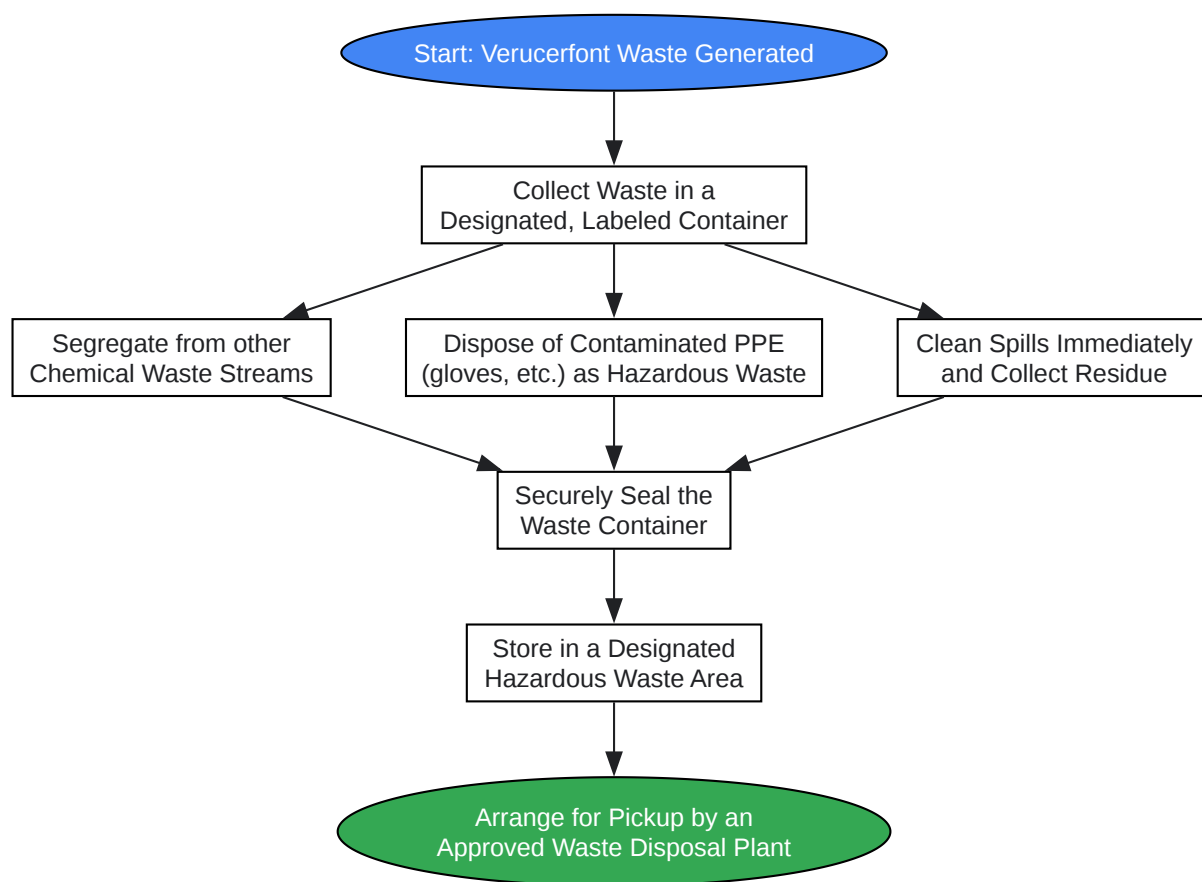 Start: Verucerfont Waste Generated
Collect Waste in a
Designated, Labeled Container
Segregate from other
Chemical Waste Streams
Dispose of Contaminated PPE
(gloves, etc.) as Hazardous Waste
Clean Spills Immediately
and Collect Residue
Securely Seal the
Waste Container
Store in a Designated
Hazardous Waste Area
Arrange for Pickup by an
Approved Waste Disposal Plant